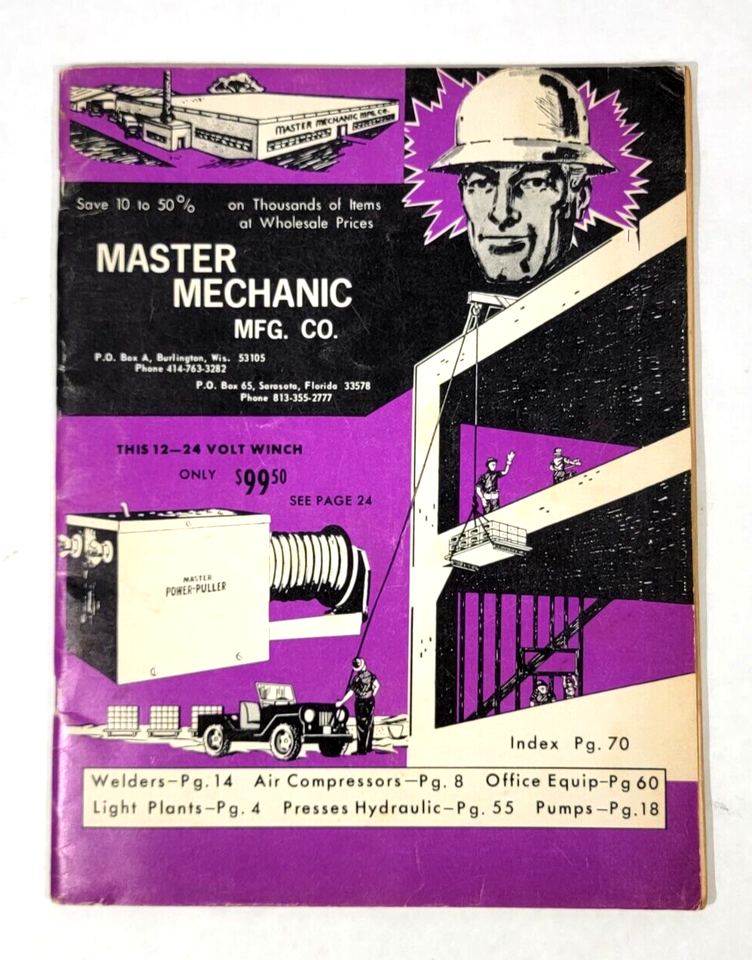 MASTER MECHANIC MFG. CO.
Save 10 to 50% on Thousands of Items
at Wholesale Prices
MASTER
MECHANIC
MFG. CO.
P.O. Box A, Burlington, Wis. 53105
Phone 414-763-3282
P.O. Box 65, Sarasota, Florida 33578
Phone 813-355-2777
THIS 12—24 VOLT WINCH
ONLY $99.50
SEE PAGE 24
MASTER
POWER-PULLER
Index Pg. 70
Welders—Pg. 14 Air Compressors—Pg. 8 Office Equip—Pg 60
Light Plants—Pg. 4 Presses Hydraulic—Pg. 55 Pumps—Pg.18